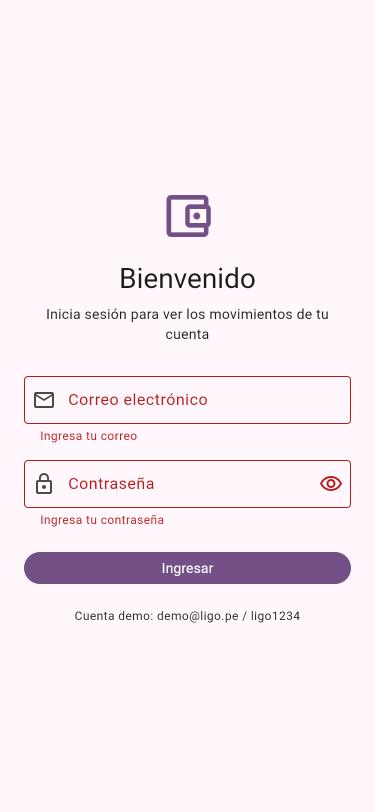 Bienvenido
Inicia sesión para ver los movimientos de tu
cuenta
Correo electrónico
Ingresa tu correo
Contraseña
Ingresa tu contraseña
Ingresar
Cuenta demo: demo@ligo.pe / ligo1234